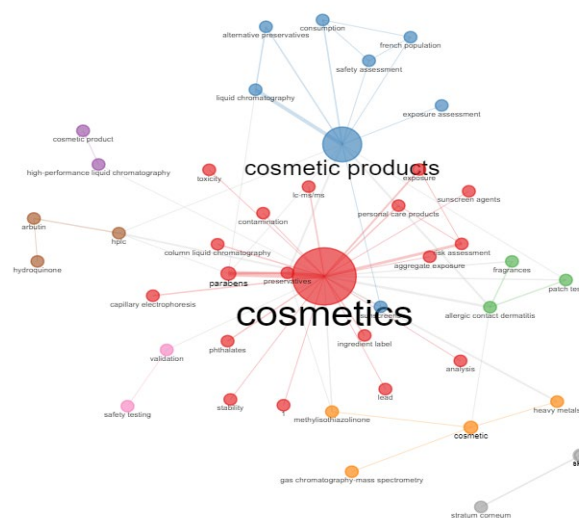 consumption
alternative preservatives
french population
safety assessment
liquid chromatography
exposure assessment
cosmetic product
cosmetic products
high-performance liquid chromatography
toxicity
exposure
lc-ms/ms
sunscreen agents
personal care products
arbutin
contamination
hplc
column liquid chromatography
risk assessment
fragrances
aggregate exposure
hydroquinone
parabens
preservatives
patch test
capillary electrophoresis
cosmetics
sunscreens
allergic contact dermatitis
phthalates
ingredient label
validation
analysis
stability
lead
safety testing
methylisothiazolinone
heavy metals
cosmetic
gas chromatography-mass spectrometry
stratum corneum